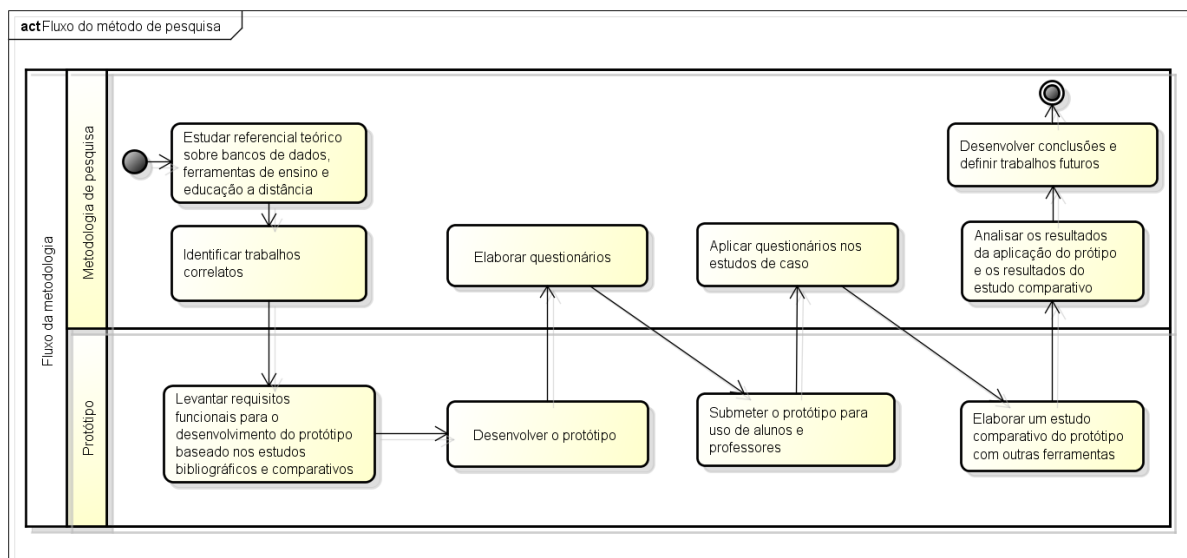 act Fluxo do método de pesquisa
Fluxo da metodologia
Metodologia de pesquisa
Estudar referencial teórico
sobre bancos de dados,
ferramentas de ensino e
educação a distância
Identificar trabalhos
correlatos
Elaborar questionários
Aplicar questionários nos
estudos de caso
Desenvolver conclusões e
definir trabalhos futuros
Analisar os resultados
da aplicação do prótipo
e os resultados do
estudo comparativo
Protótipo
Levantar requisitos
funcionais para o
desenvolvimento do protótipo
baseado nos estudos
bibliográficos e comparativos
Desenvolver o protótipo
Submeter o protótipo para
uso de alunos e
professores
Elaborar um estudo
comparativo do protótipo
com outras ferramentas